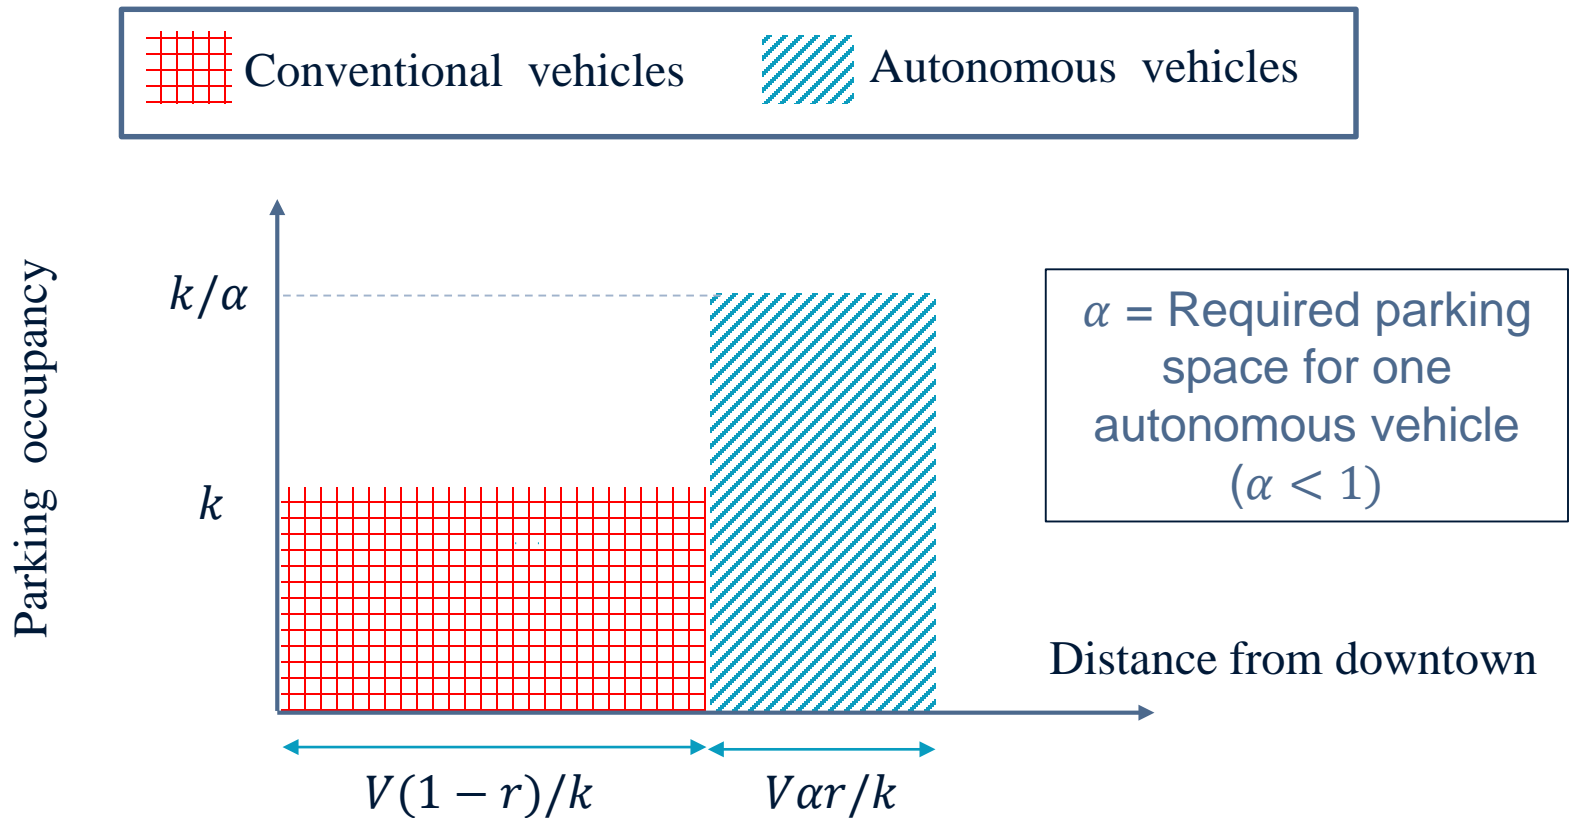 Conventional vehicles
Autonomous vehicles
Parking occupancy
k/α
k
α = Required parking
space for one
autonomous vehicle
(α < 1)
Distance from downtown
V(1 − r)/k
Vαr/k